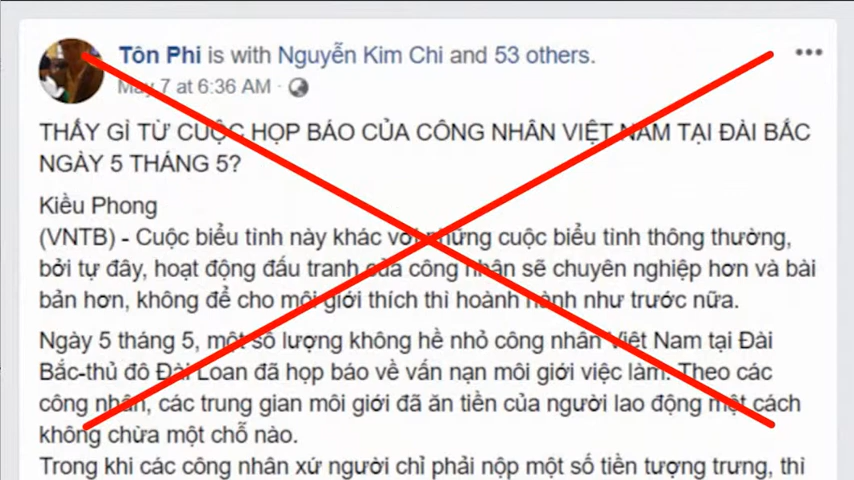 Tôn Phi is with Nguyễn Kim Chi and 53 others.
May 7 at 6:36 AM ·
THẤY GÌ TỪ CUỘC HỌP BÁO CỦA CÔNG NHÂN VIỆT NAM TẠI ĐÀI BẮC
NGÀY 5 THÁNG 5?
Kiều Phong
(VNTB) - Cuộc biểu tình này khác với những cuộc biểu tình thông thường,
bởi tự đây, hoạt động đấu tranh của công nhân sẽ chuyên nghiệp hơn và bài
bản hơn, không để cho môi giới thích thì hoành hành như trước nữa.
Ngày 5 tháng 5, một số lượng không hề nhỏ công nhân Việt Nam tại Đài
Bắc-thủ đô Đài Loan đã họp báo về vấn nạn môi giới việc làm. Theo các
công nhân, các trung gian môi giới đã ăn tiền của người lao động một cách
không chừa một chỗ nào.
Trong khi các công nhân xứ người chỉ phải nộp một số tiền tượng trưng, thì